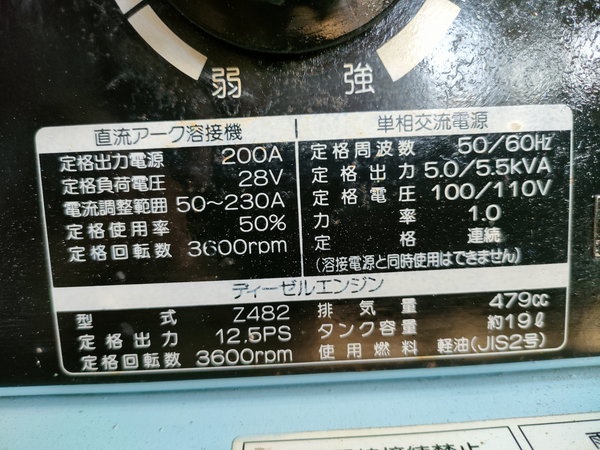 弱 強
直流アーク溶接機
定格出力電源 200A
定格負荷電圧 28V
電流調整範囲 50～230A
定格使用率 50%
定格回転数 3600rpm
単相交流電源
定格周波数 50/60Hz
定格出力 5.0/5.5kVA
定格電圧 100/110V
力率 1.0
定格 連続
(溶接電源と同時使用はできません)
ディーゼルエンジン
型式 Z482
定格出力 12.5PS
定格回転数 3600rpm
排気量 479cc
タンク容量 約19ℓ
使用燃料 軽油(JIS2号)